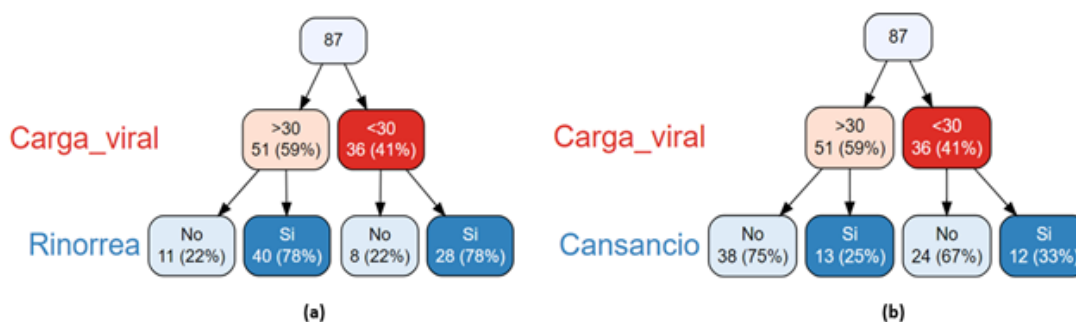 87
Carga_viral
>30
51 (59%)
<30
36 (41%)
Rinorrea
No
11 (22%)
Si
40 (78%)
No
8 (22%)
Si
28 (78%)
(a)
87
Carga_viral
>30
51 (59%)
<30
36 (41%)
Cansancio
No
38 (75%)
Si
13 (25%)
No
24 (67%)
Si
12 (33%)
(b)